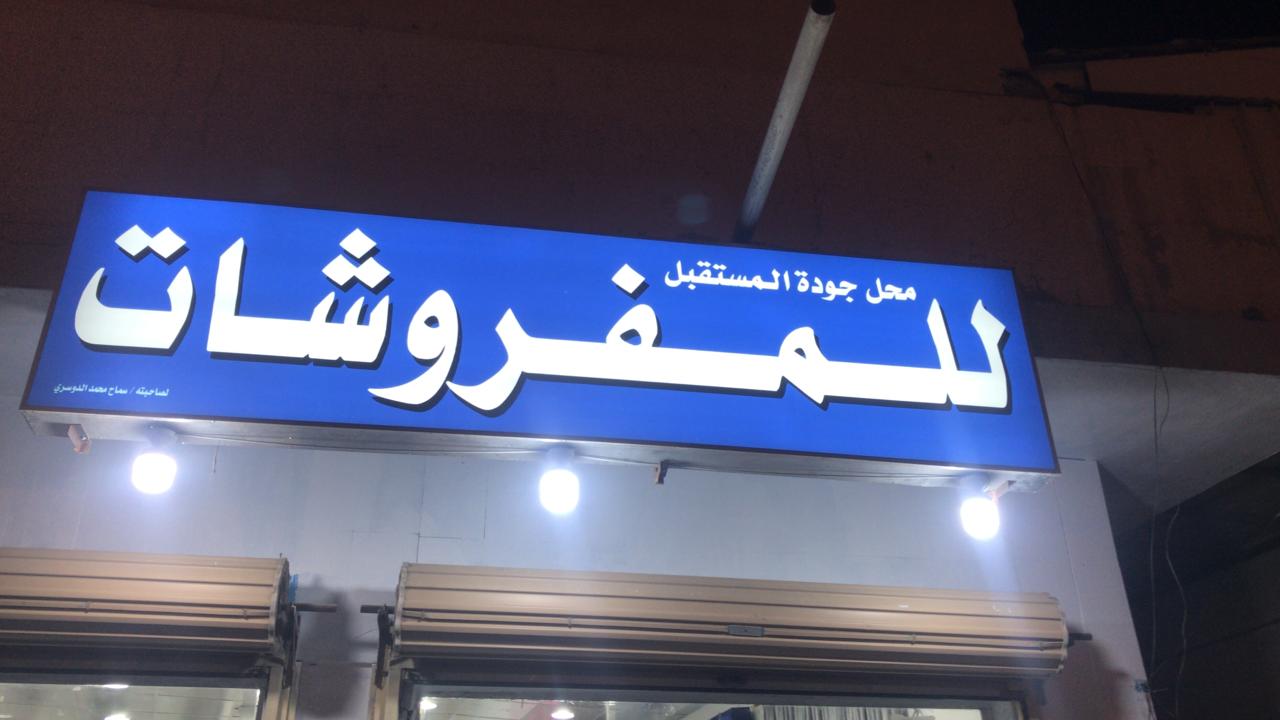 محل جودة المستقبل
للمفروشات
لصاحبته / سماح محمد الدوسري